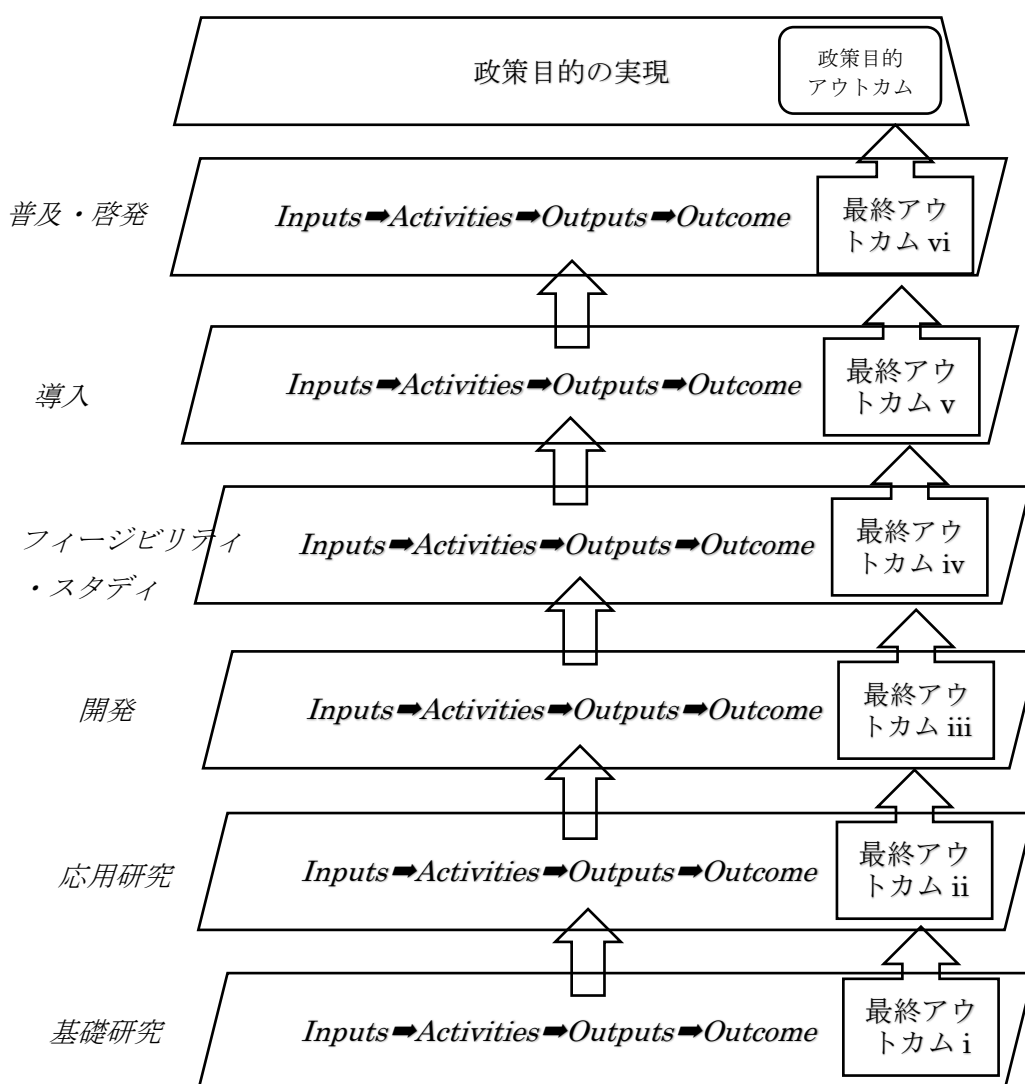 政策目的の実現
政策目的
アウトカム
普及・啓発
Inputs➡Activities➡Outputs➡Outcome
最終アウ
トカム vi
導入
Inputs➡Activities➡Outputs➡Outcome
最終アウ
トカム v
フィージビリティ
・スタディ
Inputs➡Activities➡Outputs➡Outcome
最終アウ
トカム iv
開発
Inputs➡Activities➡Outputs➡Outcome
最終アウ
トカム iii
応用研究
Inputs➡Activities➡Outputs➡Outcome
最終アウ
トカム ii
基礎研究
Inputs➡Activities➡Outputs➡Outcome
最終アウ
トカム i